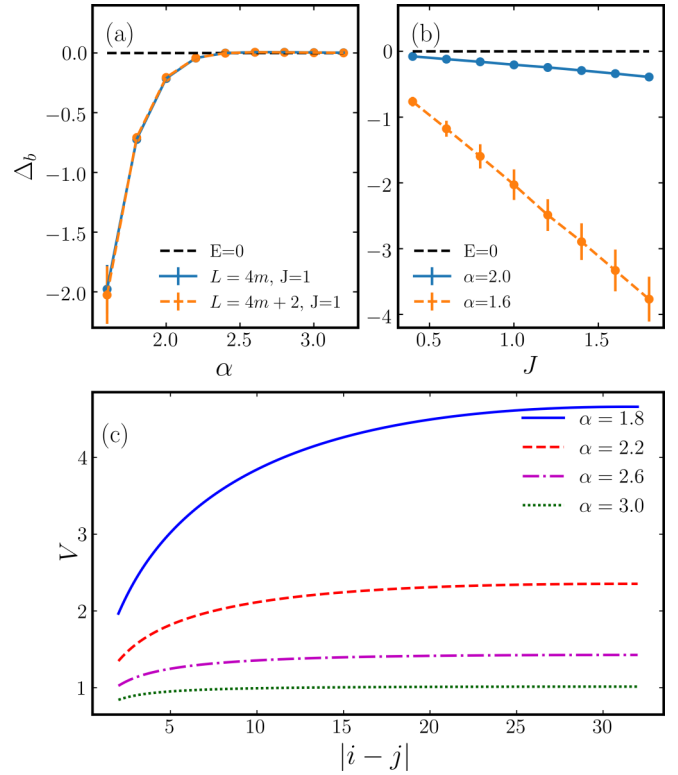 (a)
0.0
−0.5
−1.0
−1.5
−2.0
Δ_b
E=0
L = 4m, J=1
L = 4m + 2, J=1
2.0 2.5 3.0
α
(b)
0
−1
−2
−3
−4
E=0
α=2.0
α=1.6
0.5 1.0 1.5
J
(c)
4
3
2
1
V
α = 1.8
α = 2.2
α = 2.6
α = 3.0
5 10 15 20 25 30
|i − j|